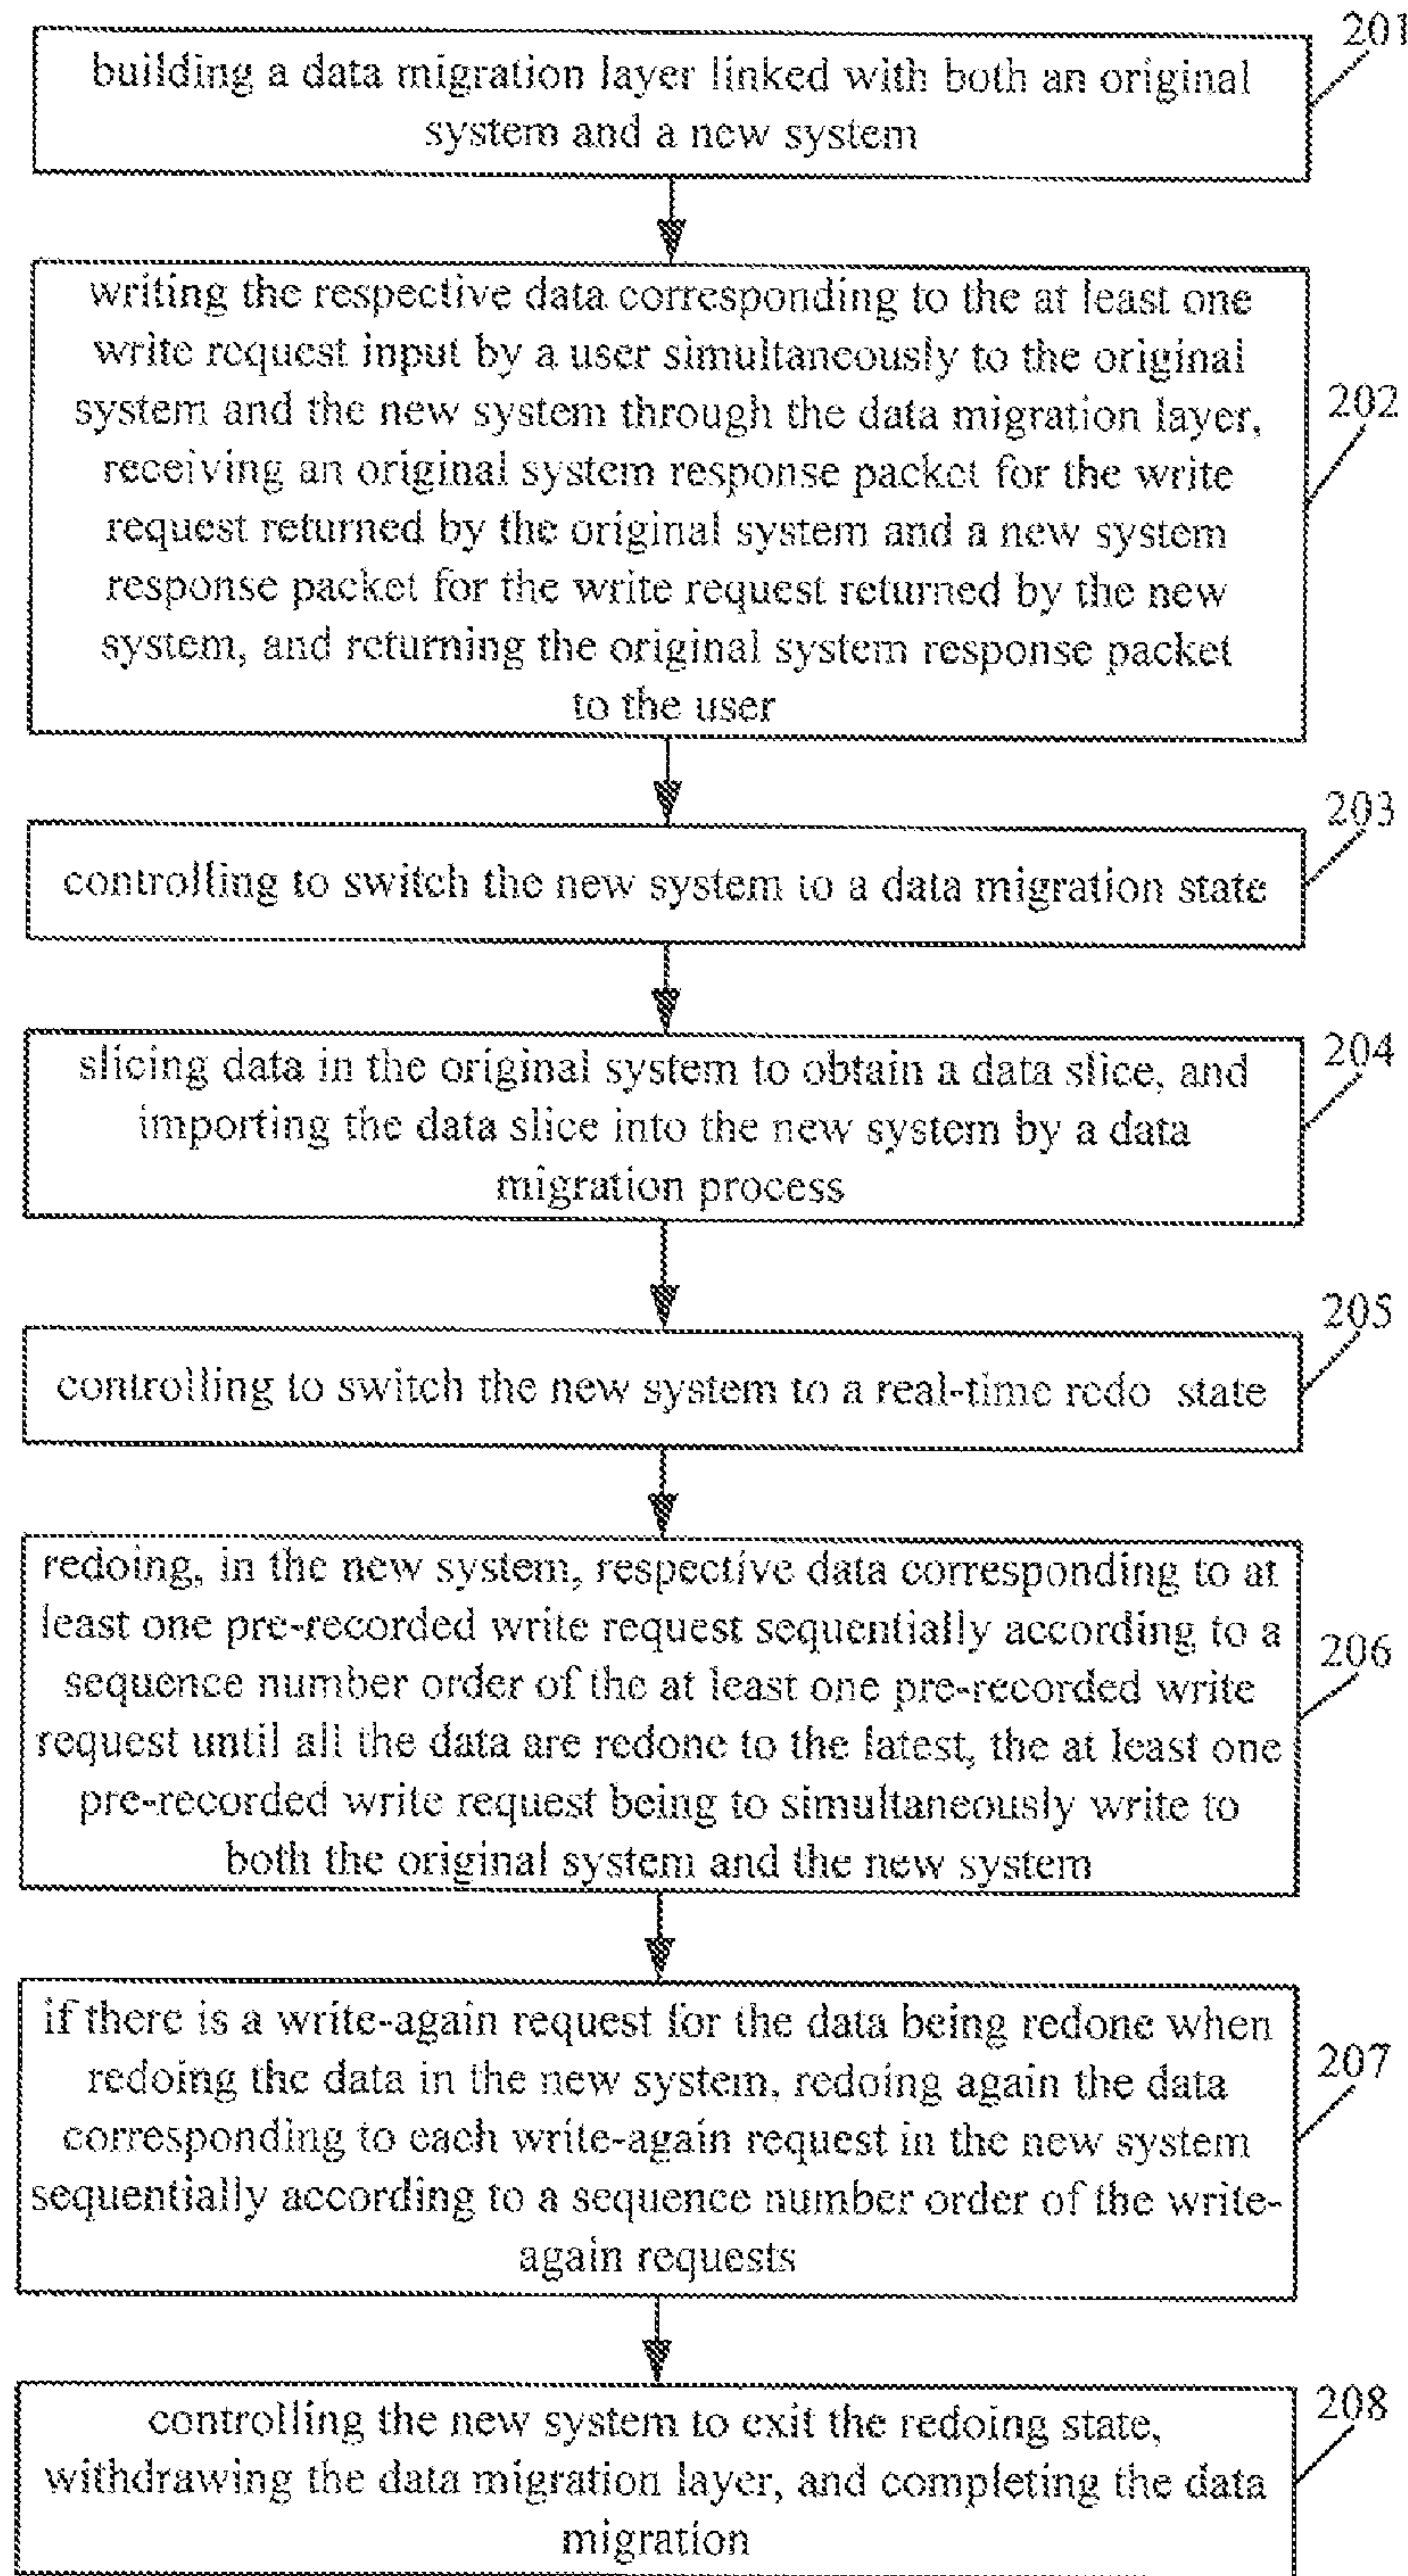 201
building a data migration layer linked with both an original
system and a new system
writing the respective data corresponding to the at least one
write request input by a user simultaneously to the original
system and the new system through the data migration layer,
receiving an original system response packet for the write
request returned by the original system and a new system
response packet for the write request returned by the new
system, and returning the original system response packet
to the user
202
203
controlling to switch the new system to a data migration state
204
slicing data in the original system to obtain a data slice, and
importing the data slice into the new system by a data
migration process
205
controlling to switch the new system to a real-time redo state
redoing, in the new system, respective data corresponding to at
least one pre-recorded write request sequentially according to a
sequence number order of the at least one pre-recorded write
request until all the data are redone to the latest, the at least one
pre-recorded write request being to simultaneously write to
both the original system and the new system
206
if there is a write-again request for the data being redone when
redoing the data in the new system, redoing again the data
corresponding to each write-again request in the new system
sequentially according to a sequence number order of the write-
again requests
207
208
controlling the new system to exit the redoing state,
withdrawing the data migration layer, and completing the data
migration